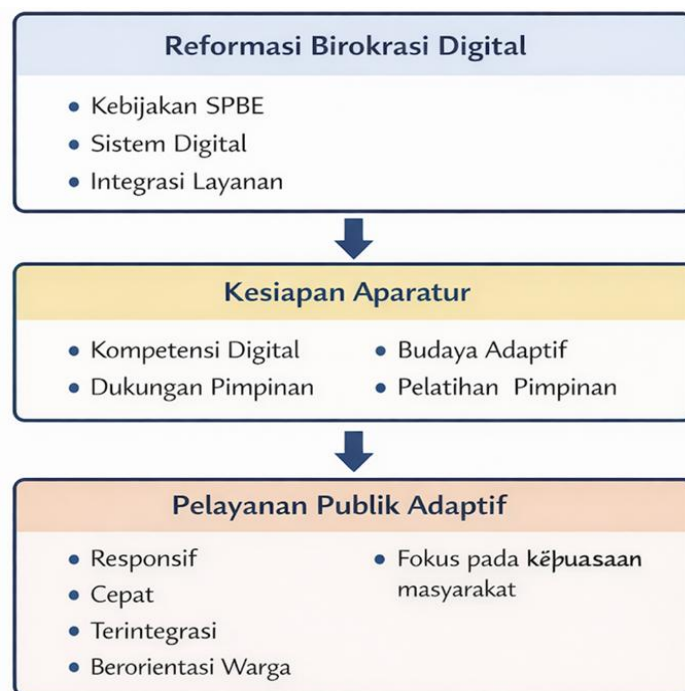 Reformasi Birokrasi Digital
• Kebijakan SPBE
• Sistem Digital
• Integrasi Layanan
Kesiapan Aparatur
• Kompetensi Digital
• Dukungan Pimpinan
• Budaya Adaptif
• Pelatihan Pimpinan
Pelayanan Publik Adaptif
• Responsif
• Cepat
• Terintegrasi
• Berorientasi Warga
• Fokus pada këþuasaan
masyarakat